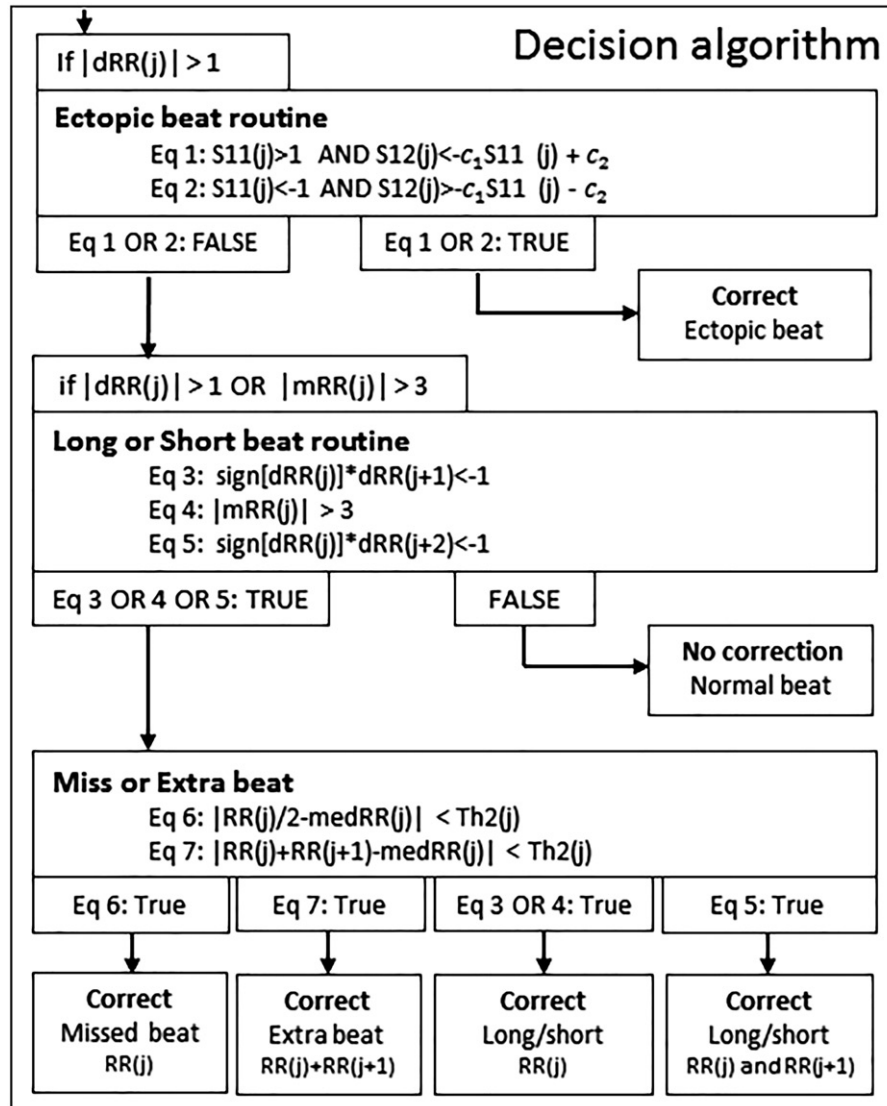 Decision algorithm
If |dRR(j)| > 1
Ectopic beat routine
Eq 1: S11(j)>1 AND S12(j)<-c₁S11 (j) + c₂
Eq 2: S11(j)<-1 AND S12(j)>-c₁S11 (j) - c₂
Eq 1 OR 2: FALSE
Eq 1 OR 2: TRUE
Correct
Ectopic beat
if |dRR(j)| > 1 OR |mRR(j)| > 3
Long or Short beat routine
Eq 3: sign[dRR(j)]*dRR(j+1)<-1
Eq 4: |mRR(j)| > 3
Eq 5: sign[dRR(j)]*dRR(j+2)<-1
Eq 3 OR 4 OR 5: TRUE
FALSE
No correction
Normal beat
Miss or Extra beat
Eq 6: |RR(j)/2-medRR(j)| < Th2(j)
Eq 7: |RR(j)+RR(j+1)-medRR(j)| < Th2(j)
Eq 6: True
Eq 7: True
Eq 3 OR 4: True
Eq 5: True
Correct
Missed beat
RR(j)
Correct
Extra beat
RR(j)+RR(j+1)
Correct
Long/short
RR(j)
Correct
Long/short
RR(j) and RR(j+1)